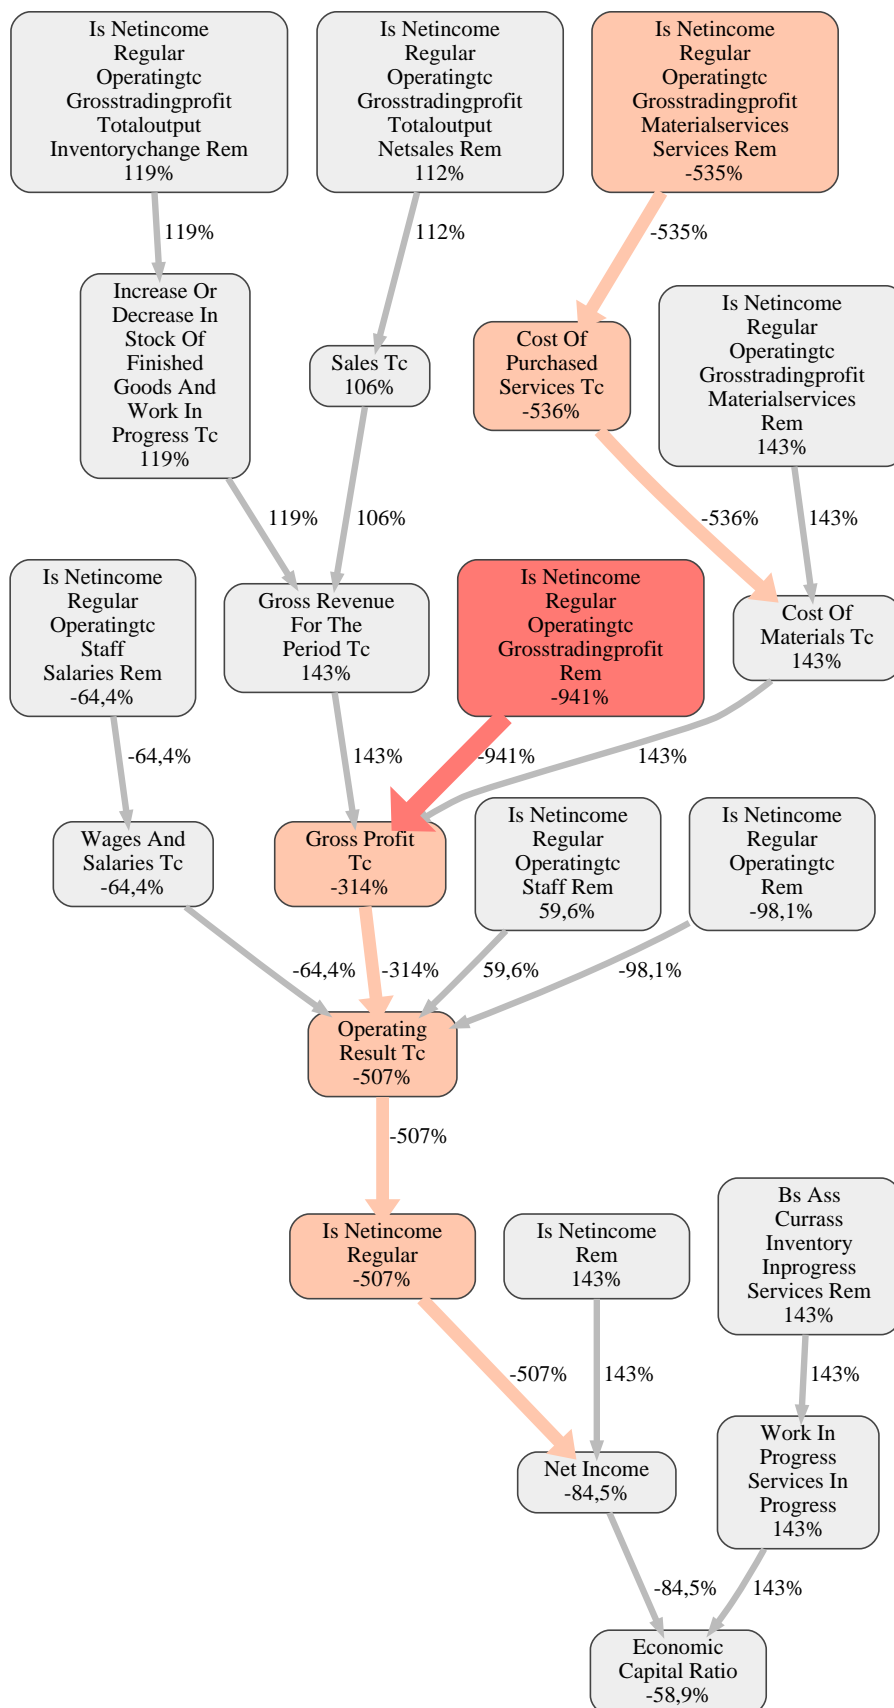 Is Netincome
Regular
Operatingtc
Grosstradingprofit
Totaloutput
Inventorychange Rem
119%
Is Netincome
Regular
Operatingtc
Grosstradingprofit
Totaloutput
Netsales Rem
112%
Is Netincome
Regular
Operatingtc
Grosstradingprofit
Materialservices
Services Rem
-535%
119%
112%
-535%
Increase Or
Decrease In
Stock Of
Finished
Goods And
Work In
Progress Tc
119%
Sales Tc
106%
Cost Of
Purchased
Services Tc
-536%
Is Netincome
Regular
Operatingtc
Grosstradingprofit
Materialservices
Rem
143%
119%
106%
-536%
143%
Is Netincome
Regular
Operatingtc
Staff
Salaries Rem
-64,4%
Gross Revenue
For The
Period Tc
143%
Is Netincome
Regular
Operatingtc
Grosstradingprofit
Rem
-941%
Cost Of
Materials Tc
143%
-64,4%
143%
-941%
143%
Wages And
Salaries Tc
-64,4%
Gross Profit
Tc
-314%
Is Netincome
Regular
Operatingtc
Staff Rem
59,6%
Is Netincome
Regular
Operatingtc
Rem
-98,1%
-64,4%
-314%
59,6%
-98,1%
Operating
Result Tc
-507%
-507%
Is Netincome
Regular
-507%
Is Netincome
Rem
143%
Bs Ass
Currass
Inventory
Inprogress
Services Rem
143%
-507%
143%
143%
Net Income
-84,5%
Work In
Progress
Services In
Progress
143%
-84,5%
143%
Economic
Capital Ratio
-58,9%